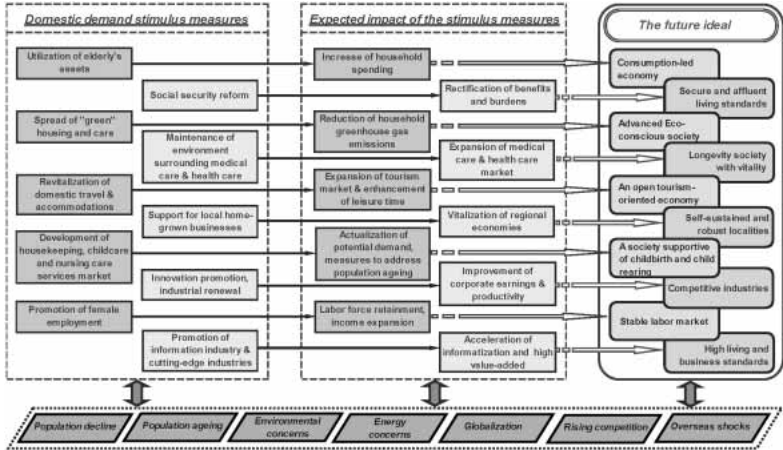 Domestic demand stimulus measures
Expected impact of the stimulus measures
The future ideal
Utilization of elderly's
assets
Increase of household
spending
Consumption-led
economy
Social security reform
Rectification of benefits
and burdens
Secure and affluent
living standards
Spread of "green"
housing and care
Reduction of household
greenhouse gas
emissions
Advanced Eco-
conscious society
Maintenance of
environment
surrounding medical
care & health care
Expansion of medical
care & health care
market
Longevity society
with vitality
Revitalization of
domestic travel &
accommodations
Expansion of tourism
market & enhancement
of leisure time
An open tourism-
oriented economy
Support for local home-
grown businesses
Vitalization of regional
economies
Self-sustained and
robust localities
Development of
housekeeping, childcare
and nursing care
services market
Actualization of
potential demand,
measures to address
population ageing
A society supportive
of childbirth and child
rearing
Innovation promotion,
industrial renewal
Improvement of
corporate earnings &
productivity
Competitive industries
Promotion of female
employment
Labor force retainment,
income expansion
Stable labor market
Promotion of
information industry &
cutting-edge industries
Acceleration of
informatization and high
value-added
High living and
business standards
Population decline
Population ageing
Environmental
concerns
Energy
concerns
Globalization
Rising competition
Overseas shocks